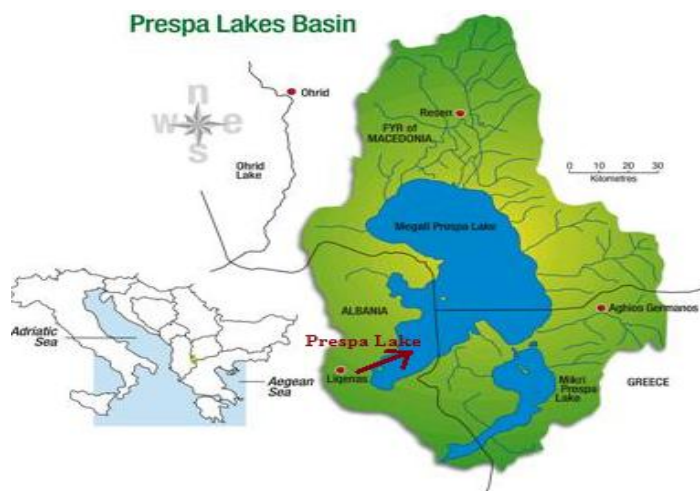 Prespa Lakes Basin
n
w e
s
Ohrid
Ohrid
Lake
Resen
FYR of
MACEDONIA
0 10 20 30
Kilometres
Megali Prespa Lake
ALBANIA
Aghios Germanos
Prespa Lake
Liqenas
Mikri
Prespa
Lake
GREECE
Adriatic
Sea
Aegean
Sea